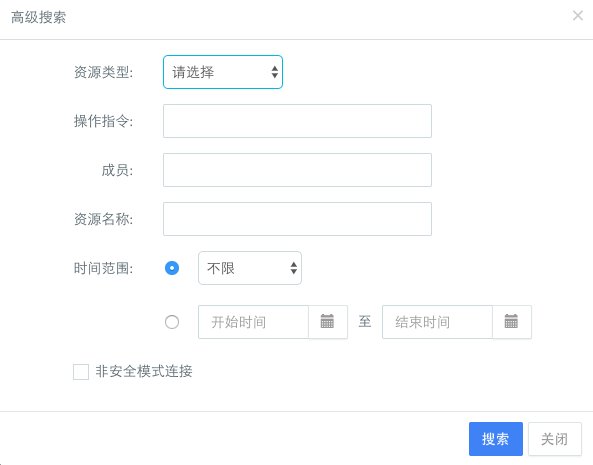 高级搜索
资源类型: 请选择
操作指令:
成员:
资源名称:
时间范围: 不限
开始时间 至 结束时间
非安全模式连接
搜索 关闭